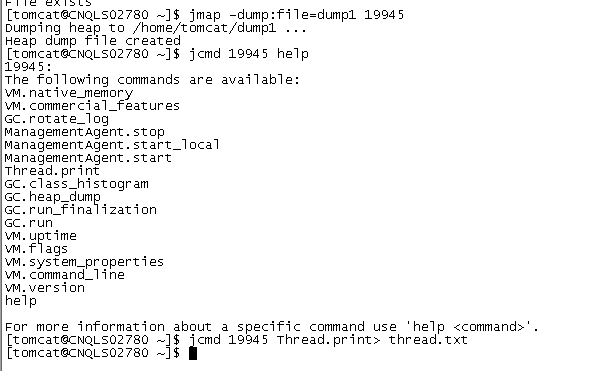 File exists
[tomcat@CNQLS02780 ~]$ jmap -dump:file=dump1 19945
Dumping heap to /home/tomcat/dump1 ...
Heap dump file created
[tomcat@CNQLS02780 ~]$ jcmd 19945 help
19945:
The following commands are available:
VM.native_memory
VM.commercial_features
GC.rotate_log
ManagementAgent.stop
ManagementAgent.start_local
ManagementAgent.start
Thread.print
GC.class_histogram
GC.heap_dump
GC.run_finalization
GC.run
VM.uptime
VM.flags
VM.system_properties
VM.command_line
VM.version
help
For more information about a specific command use 'help <command>'.
[tomcat@CNQLS02780 ~]$ jcmd 19945 Thread.print> thread.txt
[tomcat@CNQLS02780 ~]$